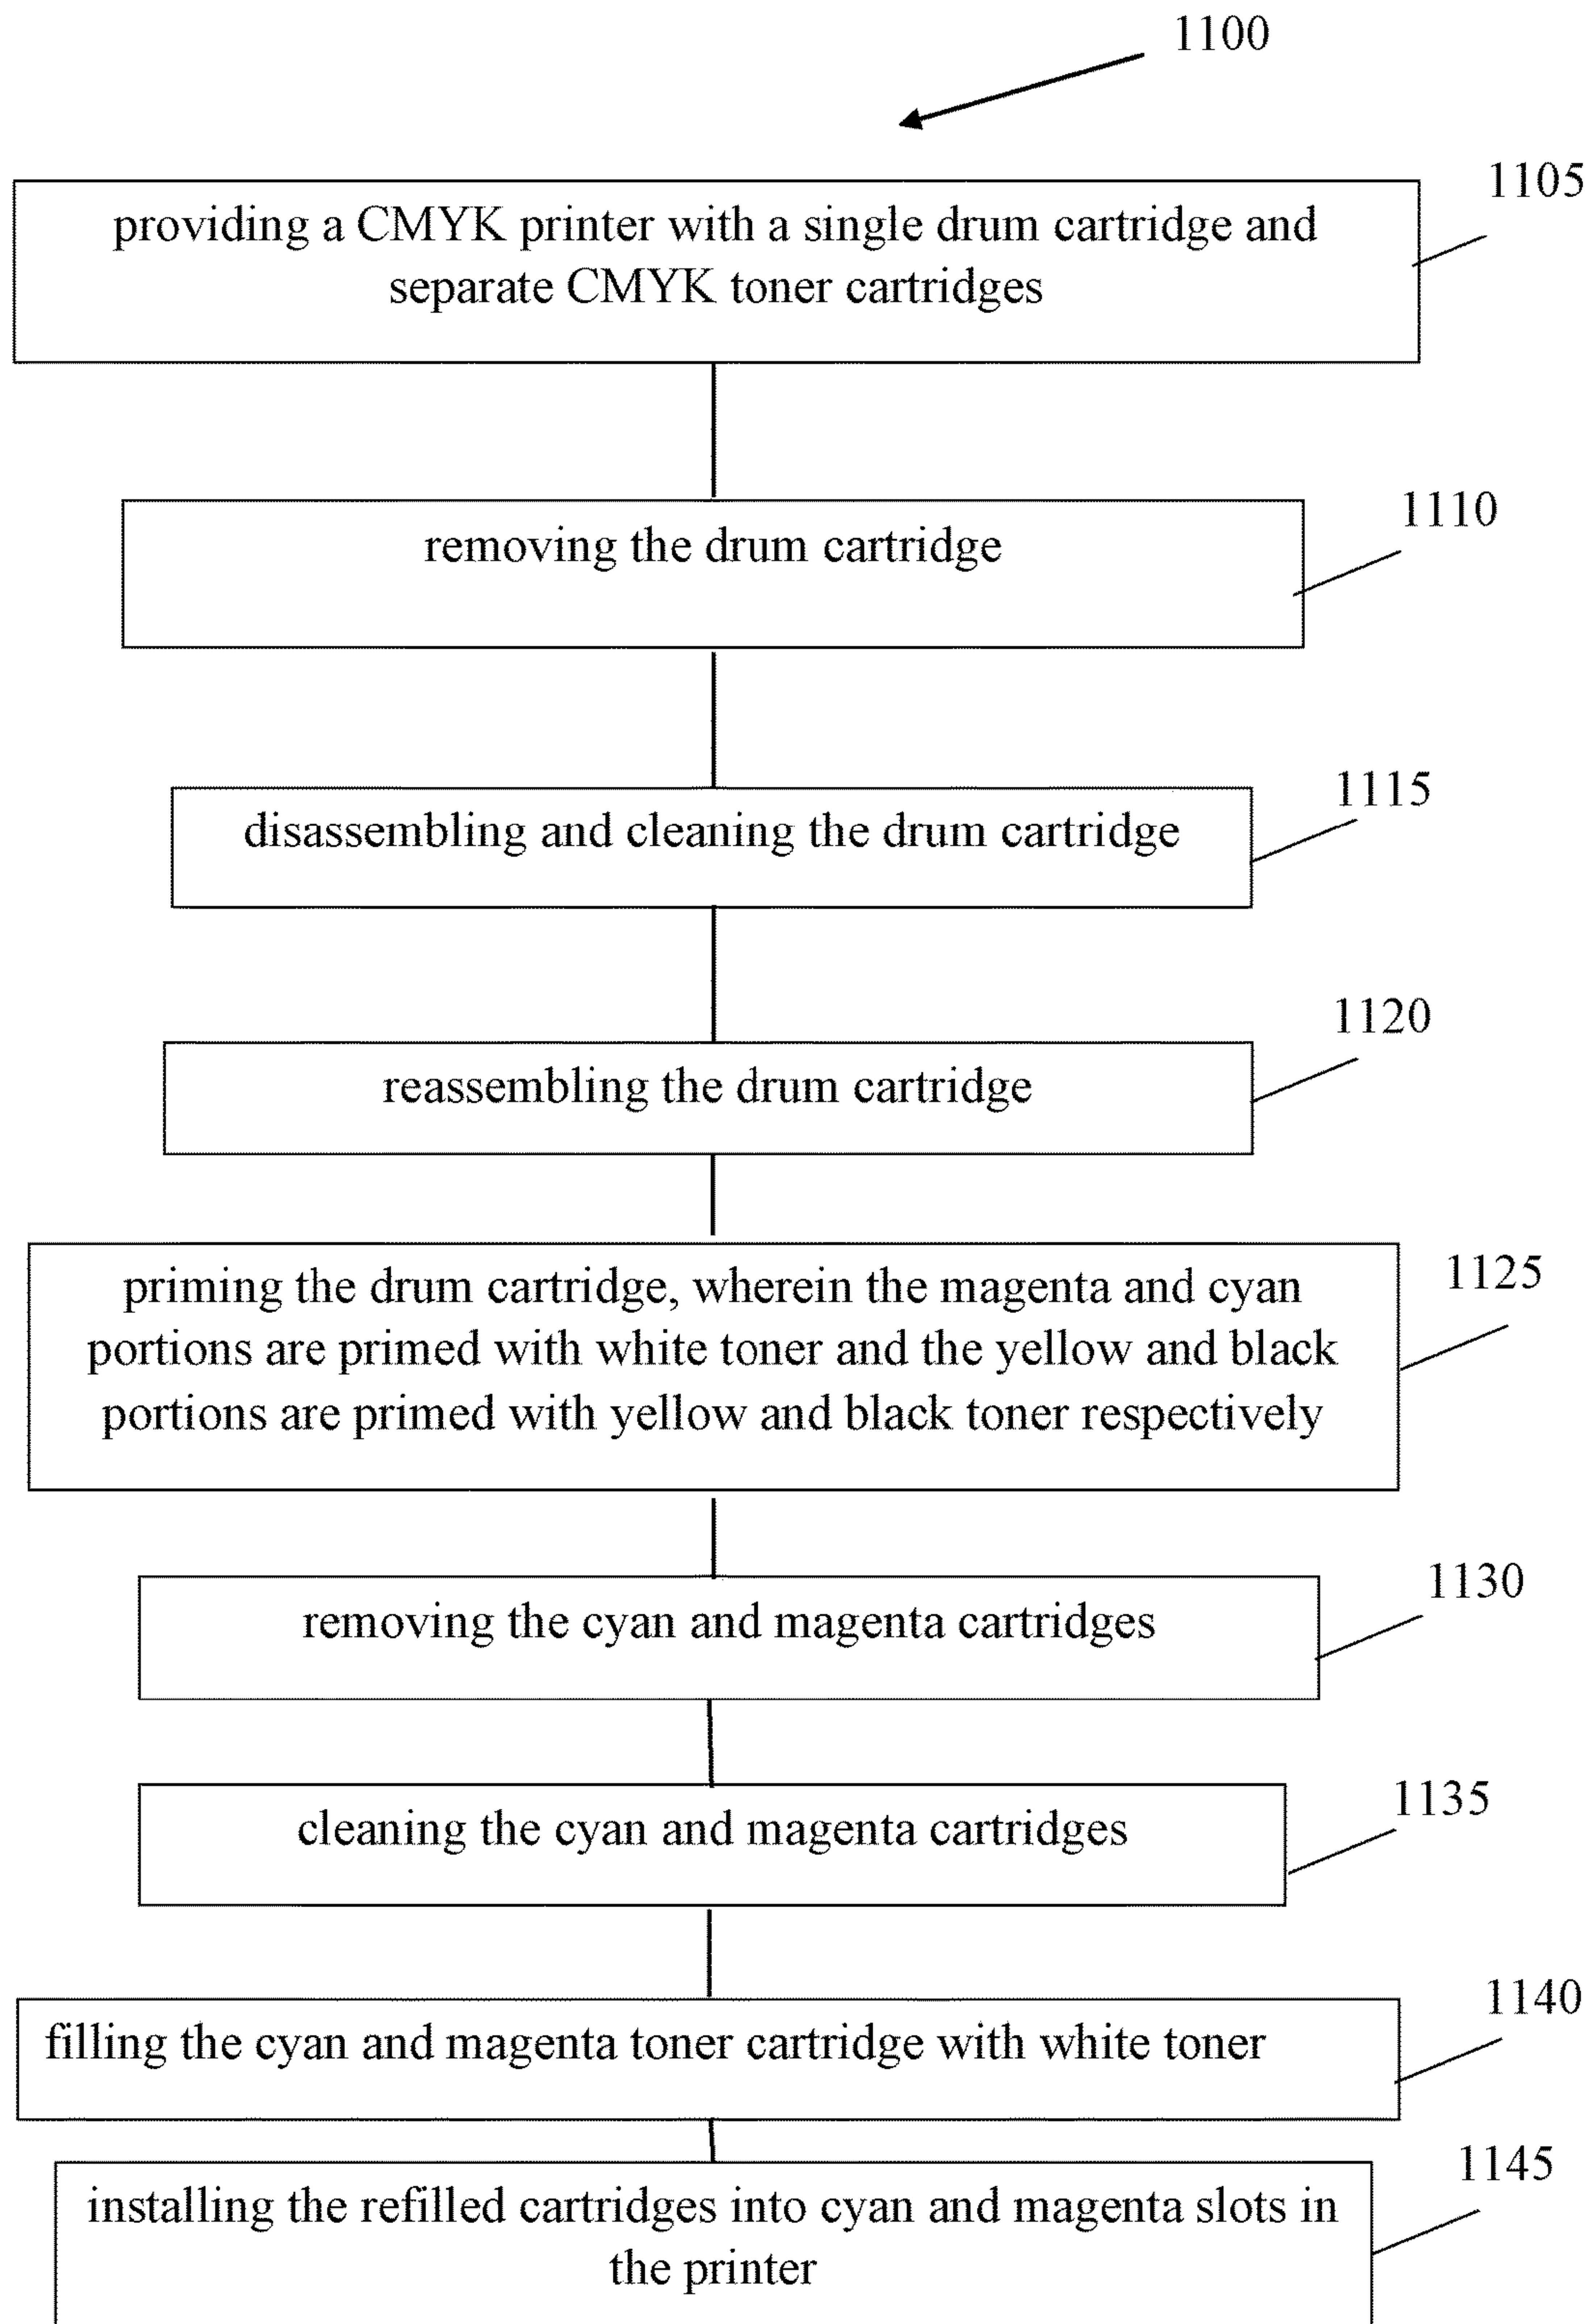 1100
1105
providing a CMYK printer with a single drum cartridge and
separate CMYK toner cartridges
1110
removing the drum cartridge
1115
disassembling and cleaning the drum cartridge
1120
reassembling the drum cartridge
1125
priming the drum cartridge, wherein the magenta and cyan
portions are primed with white toner and the yellow and black
portions are primed with yellow and black toner respectively
1130
removing the cyan and magenta cartridges
1135
cleaning the cyan and magenta cartridges
1140
filling the cyan and magenta toner cartridge with white toner
1145
installing the refilled cartridges into cyan and magenta slots in
the printer